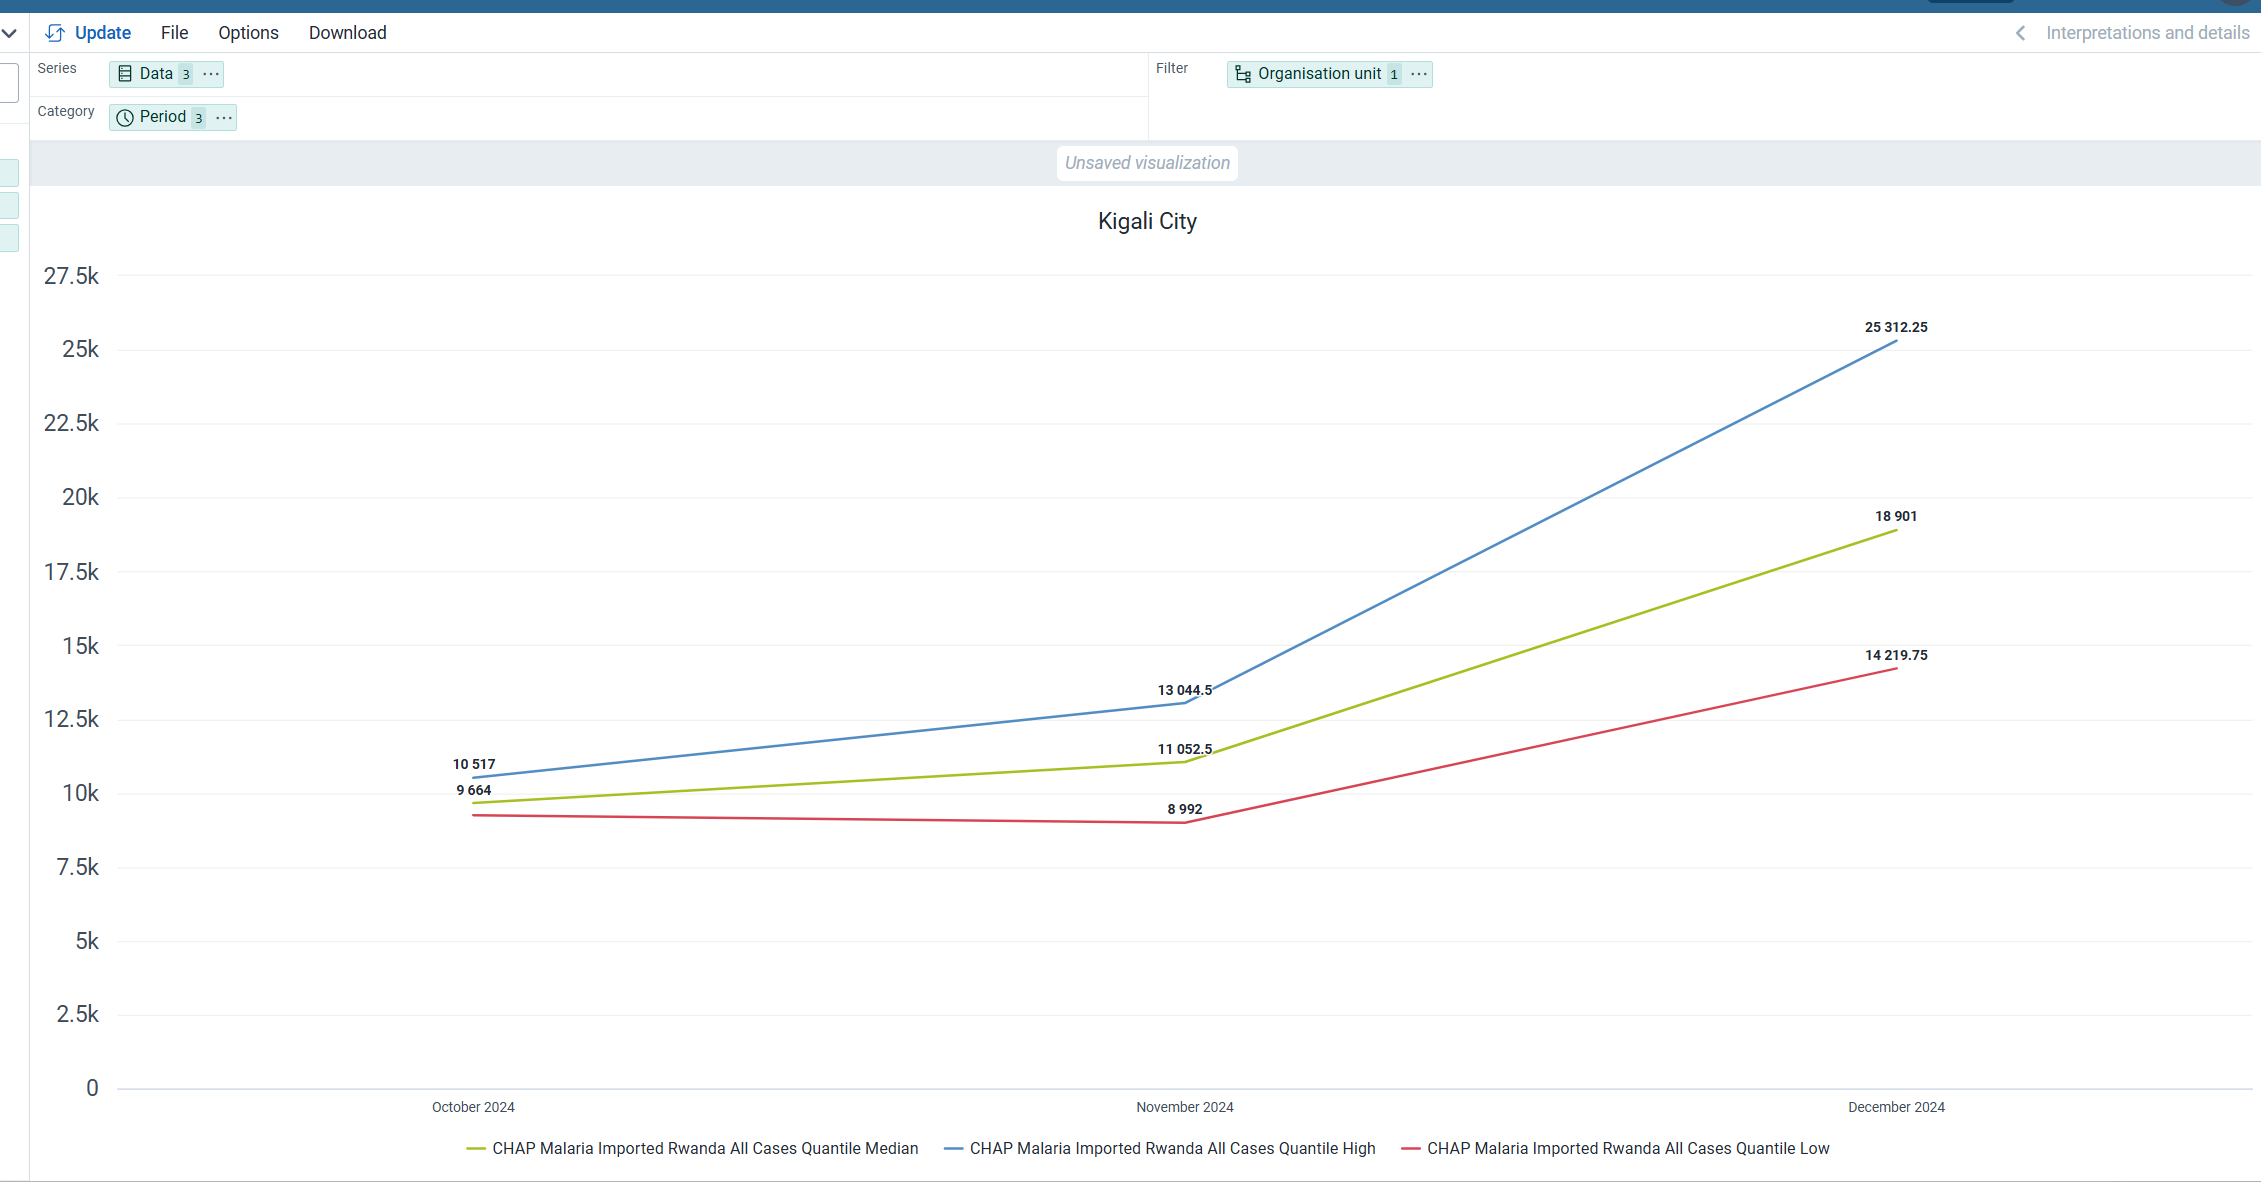 Update File Options Download Interpretations and details
Series Data 3 ··· Filter Organisation unit 1 ···
Category Period 3 ···
Unsaved visualization
Kigali City
27.5k
25k
22.5k
20k
17.5k
15k
12.5k
10k
7.5k
5k
2.5k
0
25 312.25
18 901
14 219.75
13 044.5
11 052.5
8 992
10 517
9 664
October 2024 November 2024 December 2024
CHAP Malaria Imported Rwanda All Cases Quantile Median CHAP Malaria Imported Rwanda All Cases Quantile High CHAP Malaria Imported Rwanda All Cases Quantile Low